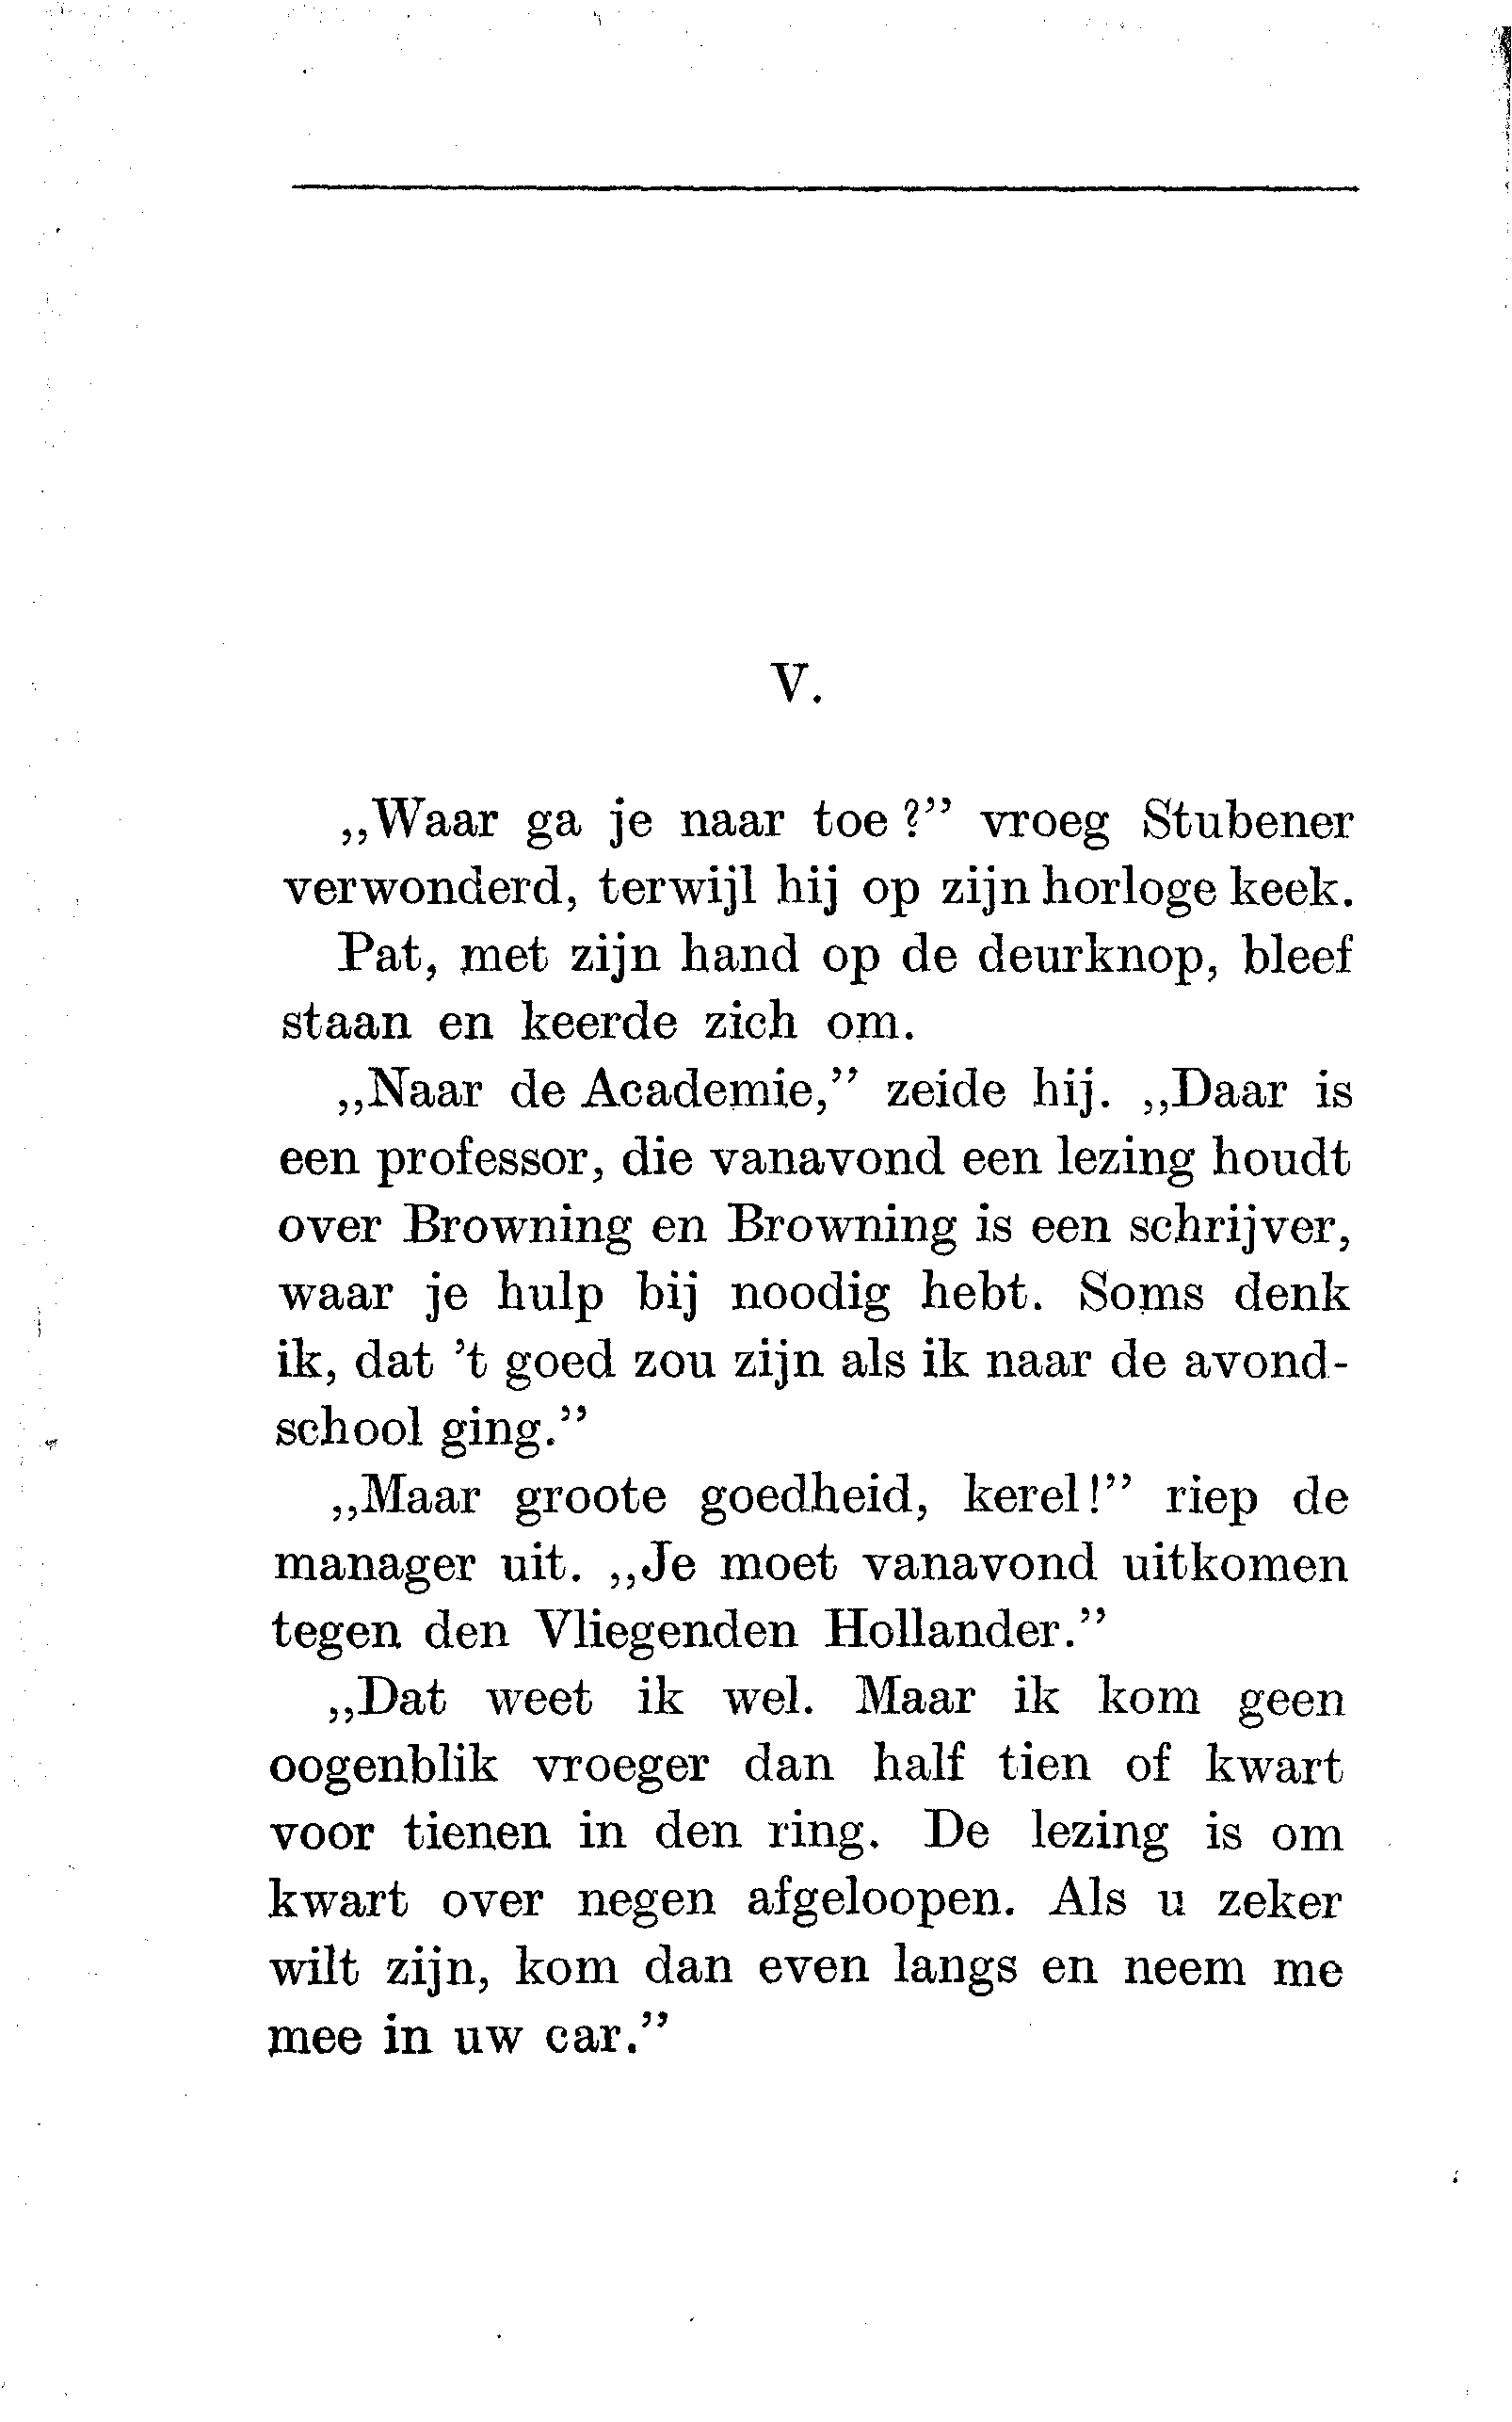 V.
„Waar ga je naar toe?” vroeg Stubener
verwonderd, terwijl hij op zijn horloge keek.
Pat, met zijn hand op de deurknop, bleef
staan en keerde zich om.
„Naar de Academie,” zeide hij. „Daar is
een professor, die vanavond een lezing houdt
over Browning en Browning is een schrijver,
waar je hulp bij noodig hebt. Soms denk
ik, dat 't goed zou zijn als ik naar de avond-
school ging.”
„Maar groote goedheid, kerel!” riep de
manager uit. „Je moet vanavond uitkomen
tegen den Vliegenden Hollander.”
„Dat weet ik wel. Maar ik kom geen
oogenblik vroeger dan half tien of kwart
voor tienen in den ring. De lezing is om
kwart over negen afgeloopen. Als u zeker
wilt zijn, kom dan even langs en neem me
mee in uw car.”